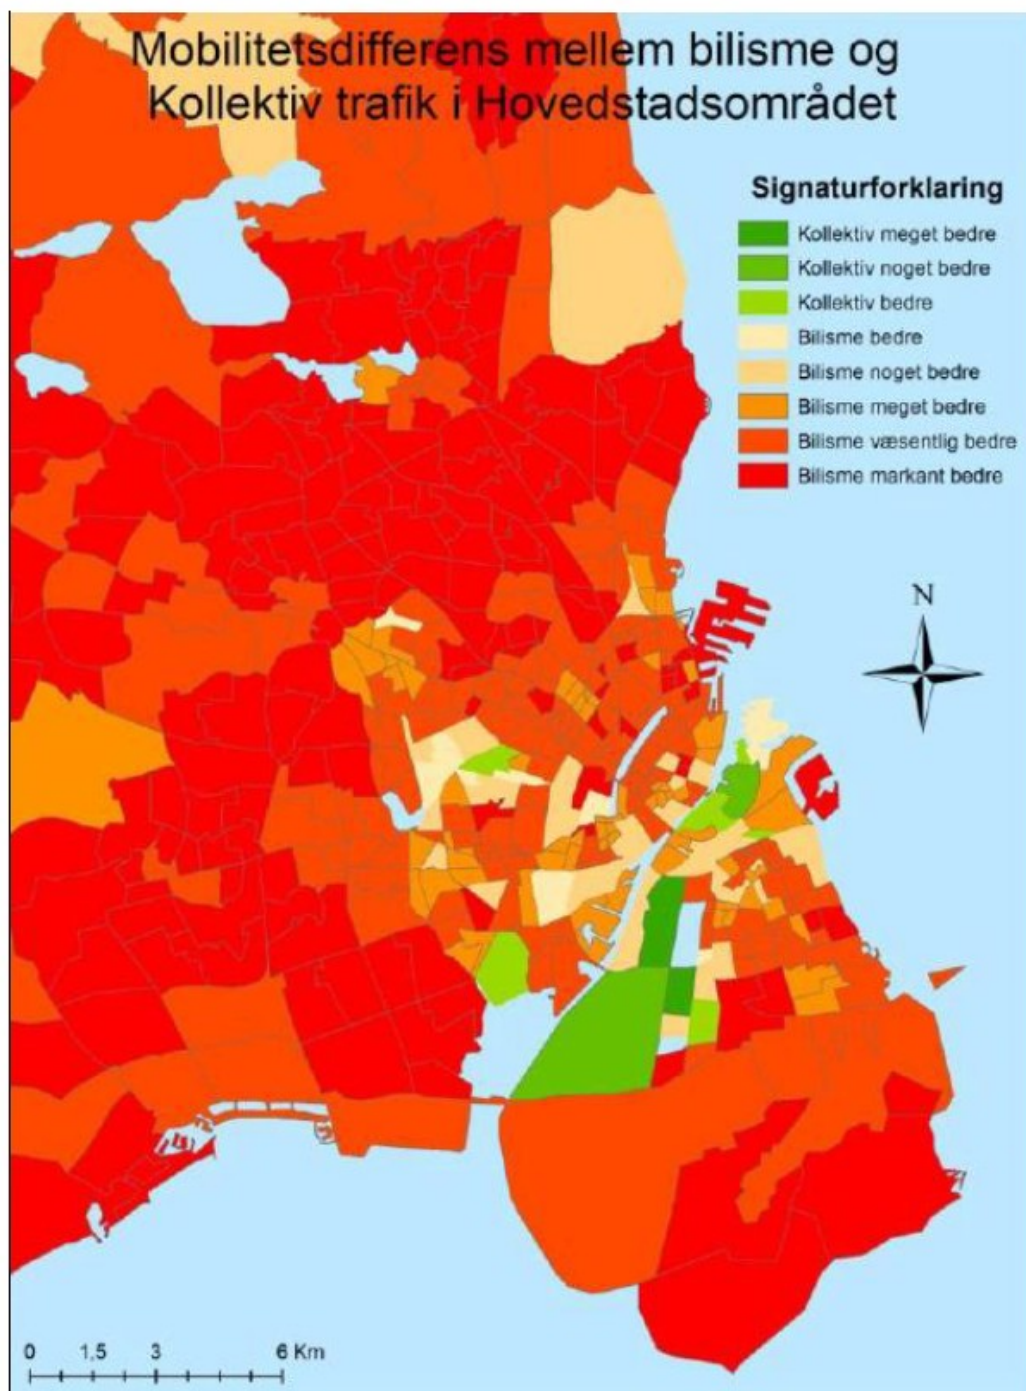 Mobilitetsdifferens mellem bilisme og
Kollektiv trafik i Hovedstadsområdet
Signaturforklaring
Kollektiv meget bedre
Kollektiv noget bedre
Kollektiv bedre
Bilisme bedre
Bilisme noget bedre
Bilisme meget bedre
Bilisme væsentlig bedre
Bilisme markant bedre
N
0 1,5 3 6 Km